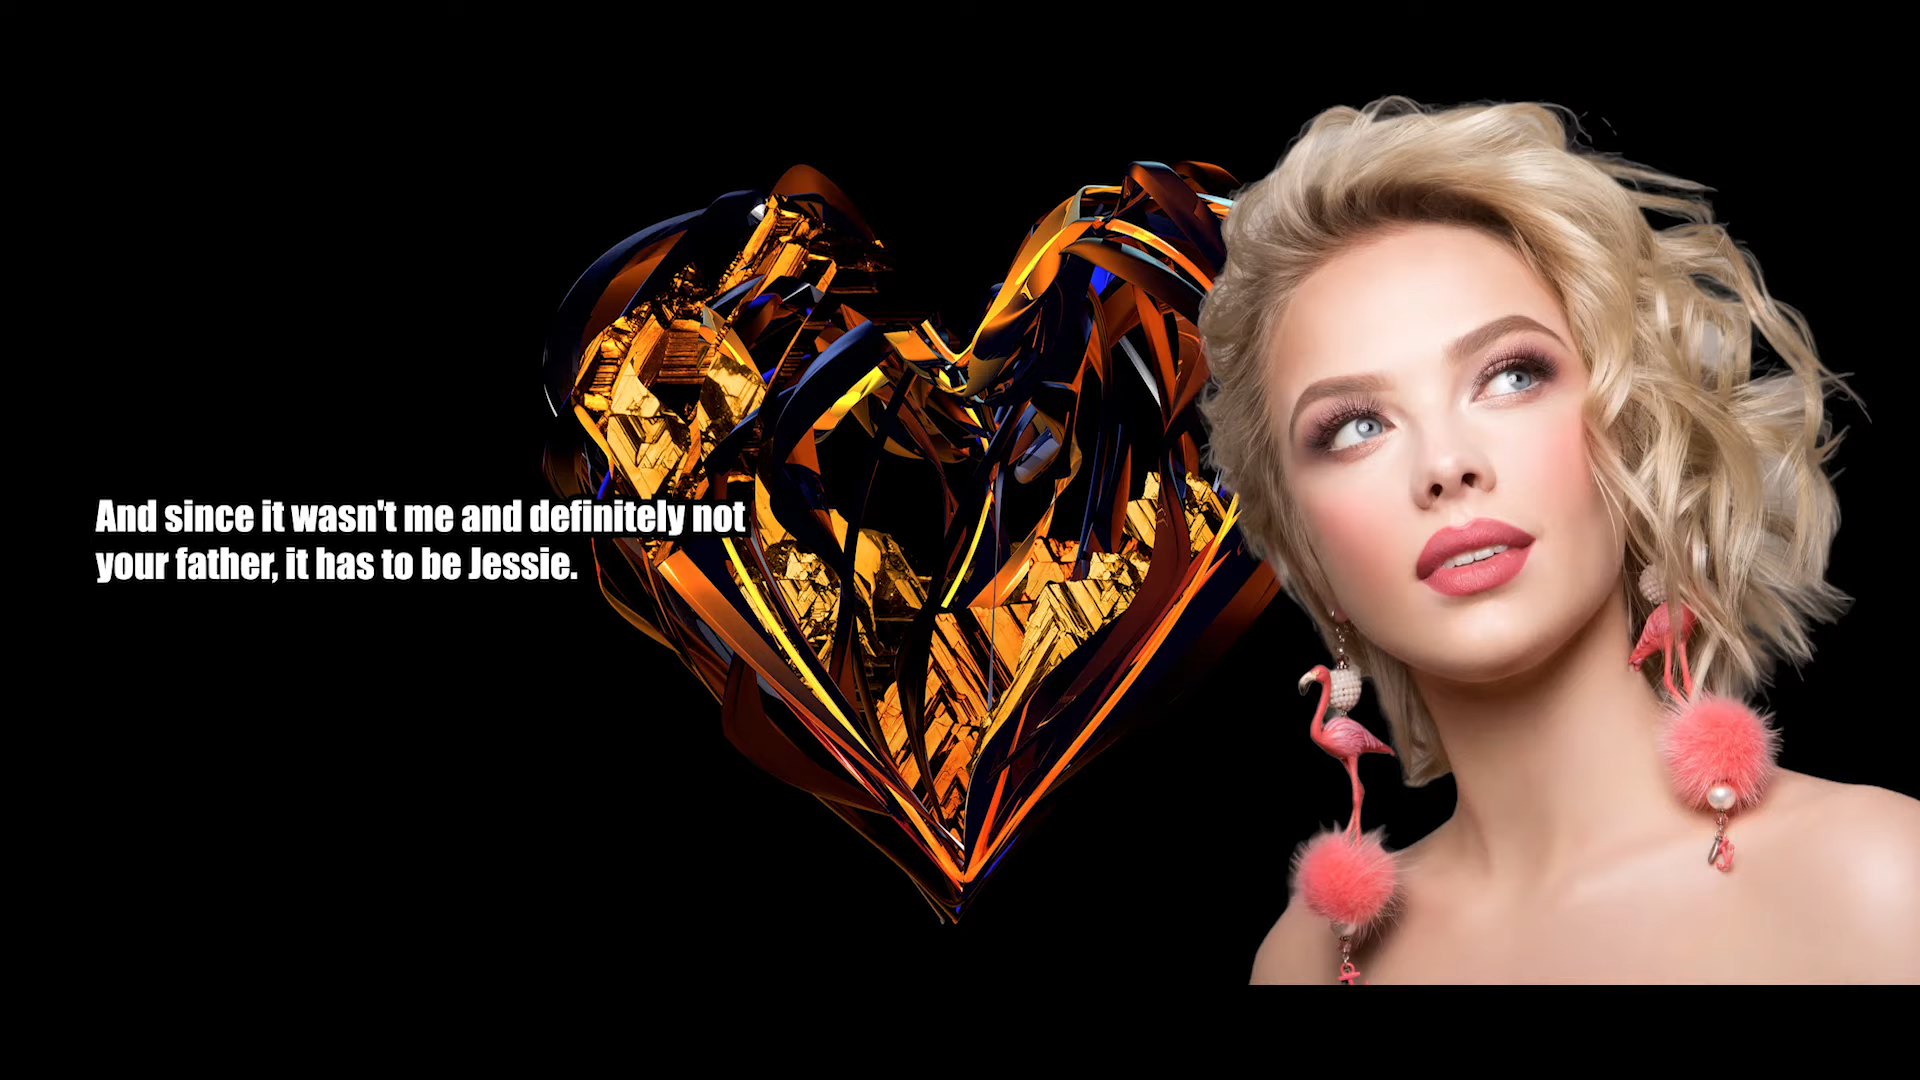 And since it wasn't me and definitely not
your father, it has to be Jessie.